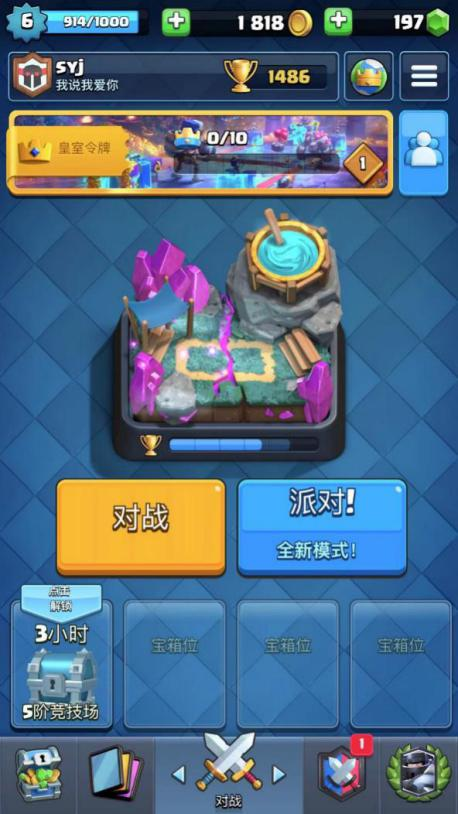 6
914/1000
1 818
197
SYj
1486
我说我爱你
皇室令牌
0/10
1
对战
派对!
全新模式!
点击
解锁
3小时
5阶竞技场
宝箱位
宝箱位
宝箱位
1
1
对战